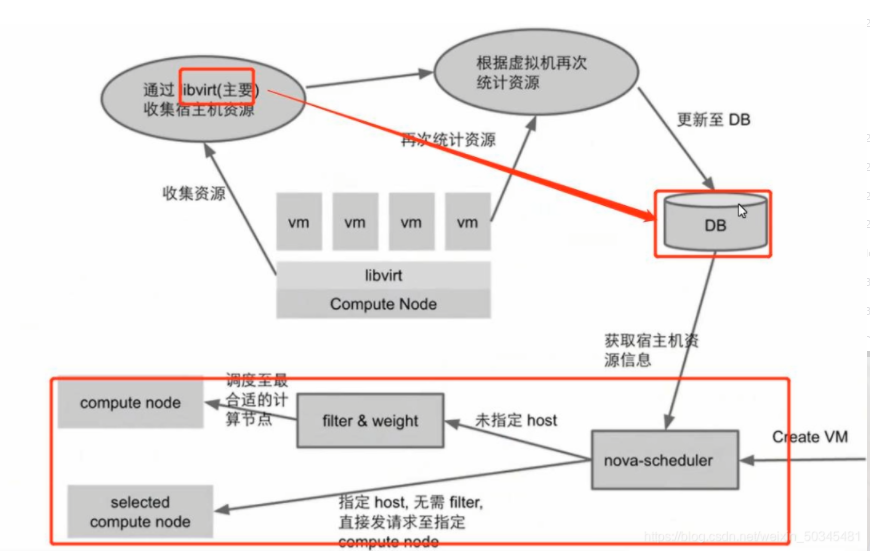 通过 libvirt(主要)
收集宿主机资源
根据虚拟机再次
统计资源
更新至 DB
再次统计资源
收集资源
vm
vm
vm
vm
DB
libvirt
Compute Node
获取宿主机资
源信息
调度至最
合适的计
算节点
compute node
filter & weight
未指定 host
Create VM
nova-scheduler
selected
compute node
指定 host, 无需 filter,
直接发请求至指定
compute node
https://blog.csdn.net/weixin_50345481